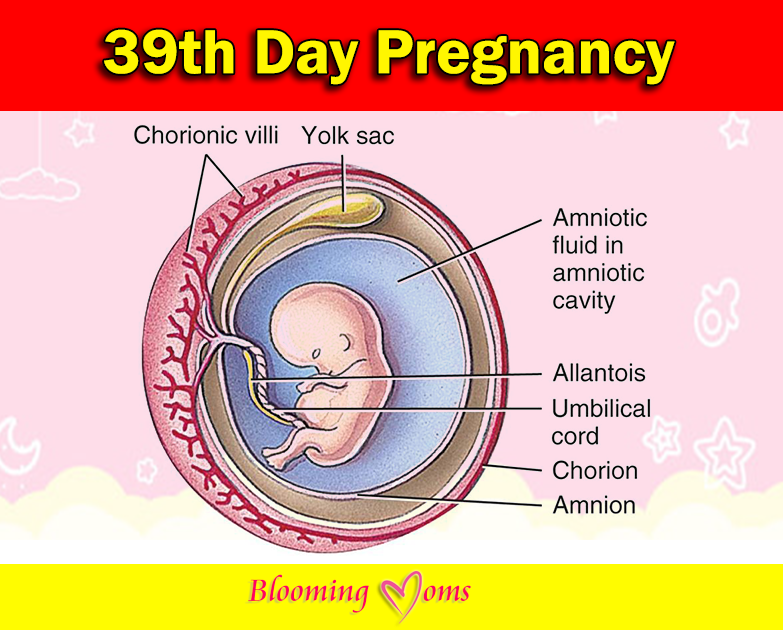 39th Day Pregnancy
Chorionic villi Yolk sac
Amniotic
fluid in
amniotic
cavity
Allantois
Umbilical
cord
Chorion
Amnion
Blooming Moms